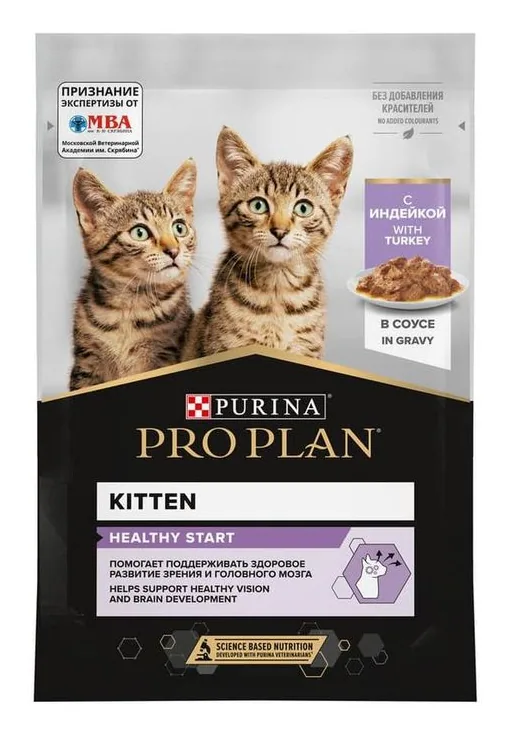 ПРИЗНАНИЕ
ЭКСПЕРТИЗЫ ОТ
МВА
ИМ. К.И. СКРЯБИНА
Московской Ветеринарной
Академии им. Скрябина*
БЕЗ ДОБАВЛЕНИЯ
КРАСИТЕЛЕЙ
NO ADDED COLOURANTS
С
ИНДЕЙКОЙ
WITH
TURKEY
В СОУСЕ
IN GRAVY
PURINA
PRO PLAN®
KITTEN
HEALTHY START
ПОМОГАЕТ ПОДДЕРЖИВАТЬ ЗДОРОВОЕ
РАЗВИТИЕ ЗРЕНИЯ И ГОЛОВНОГО МОЗГА
HELPS SUPPORT HEALTHY VISION
AND BRAIN DEVELOPMENT
SCIENCE BASED NUTRITION
DEVELOPED WITH PURINA VETERINARIANS*